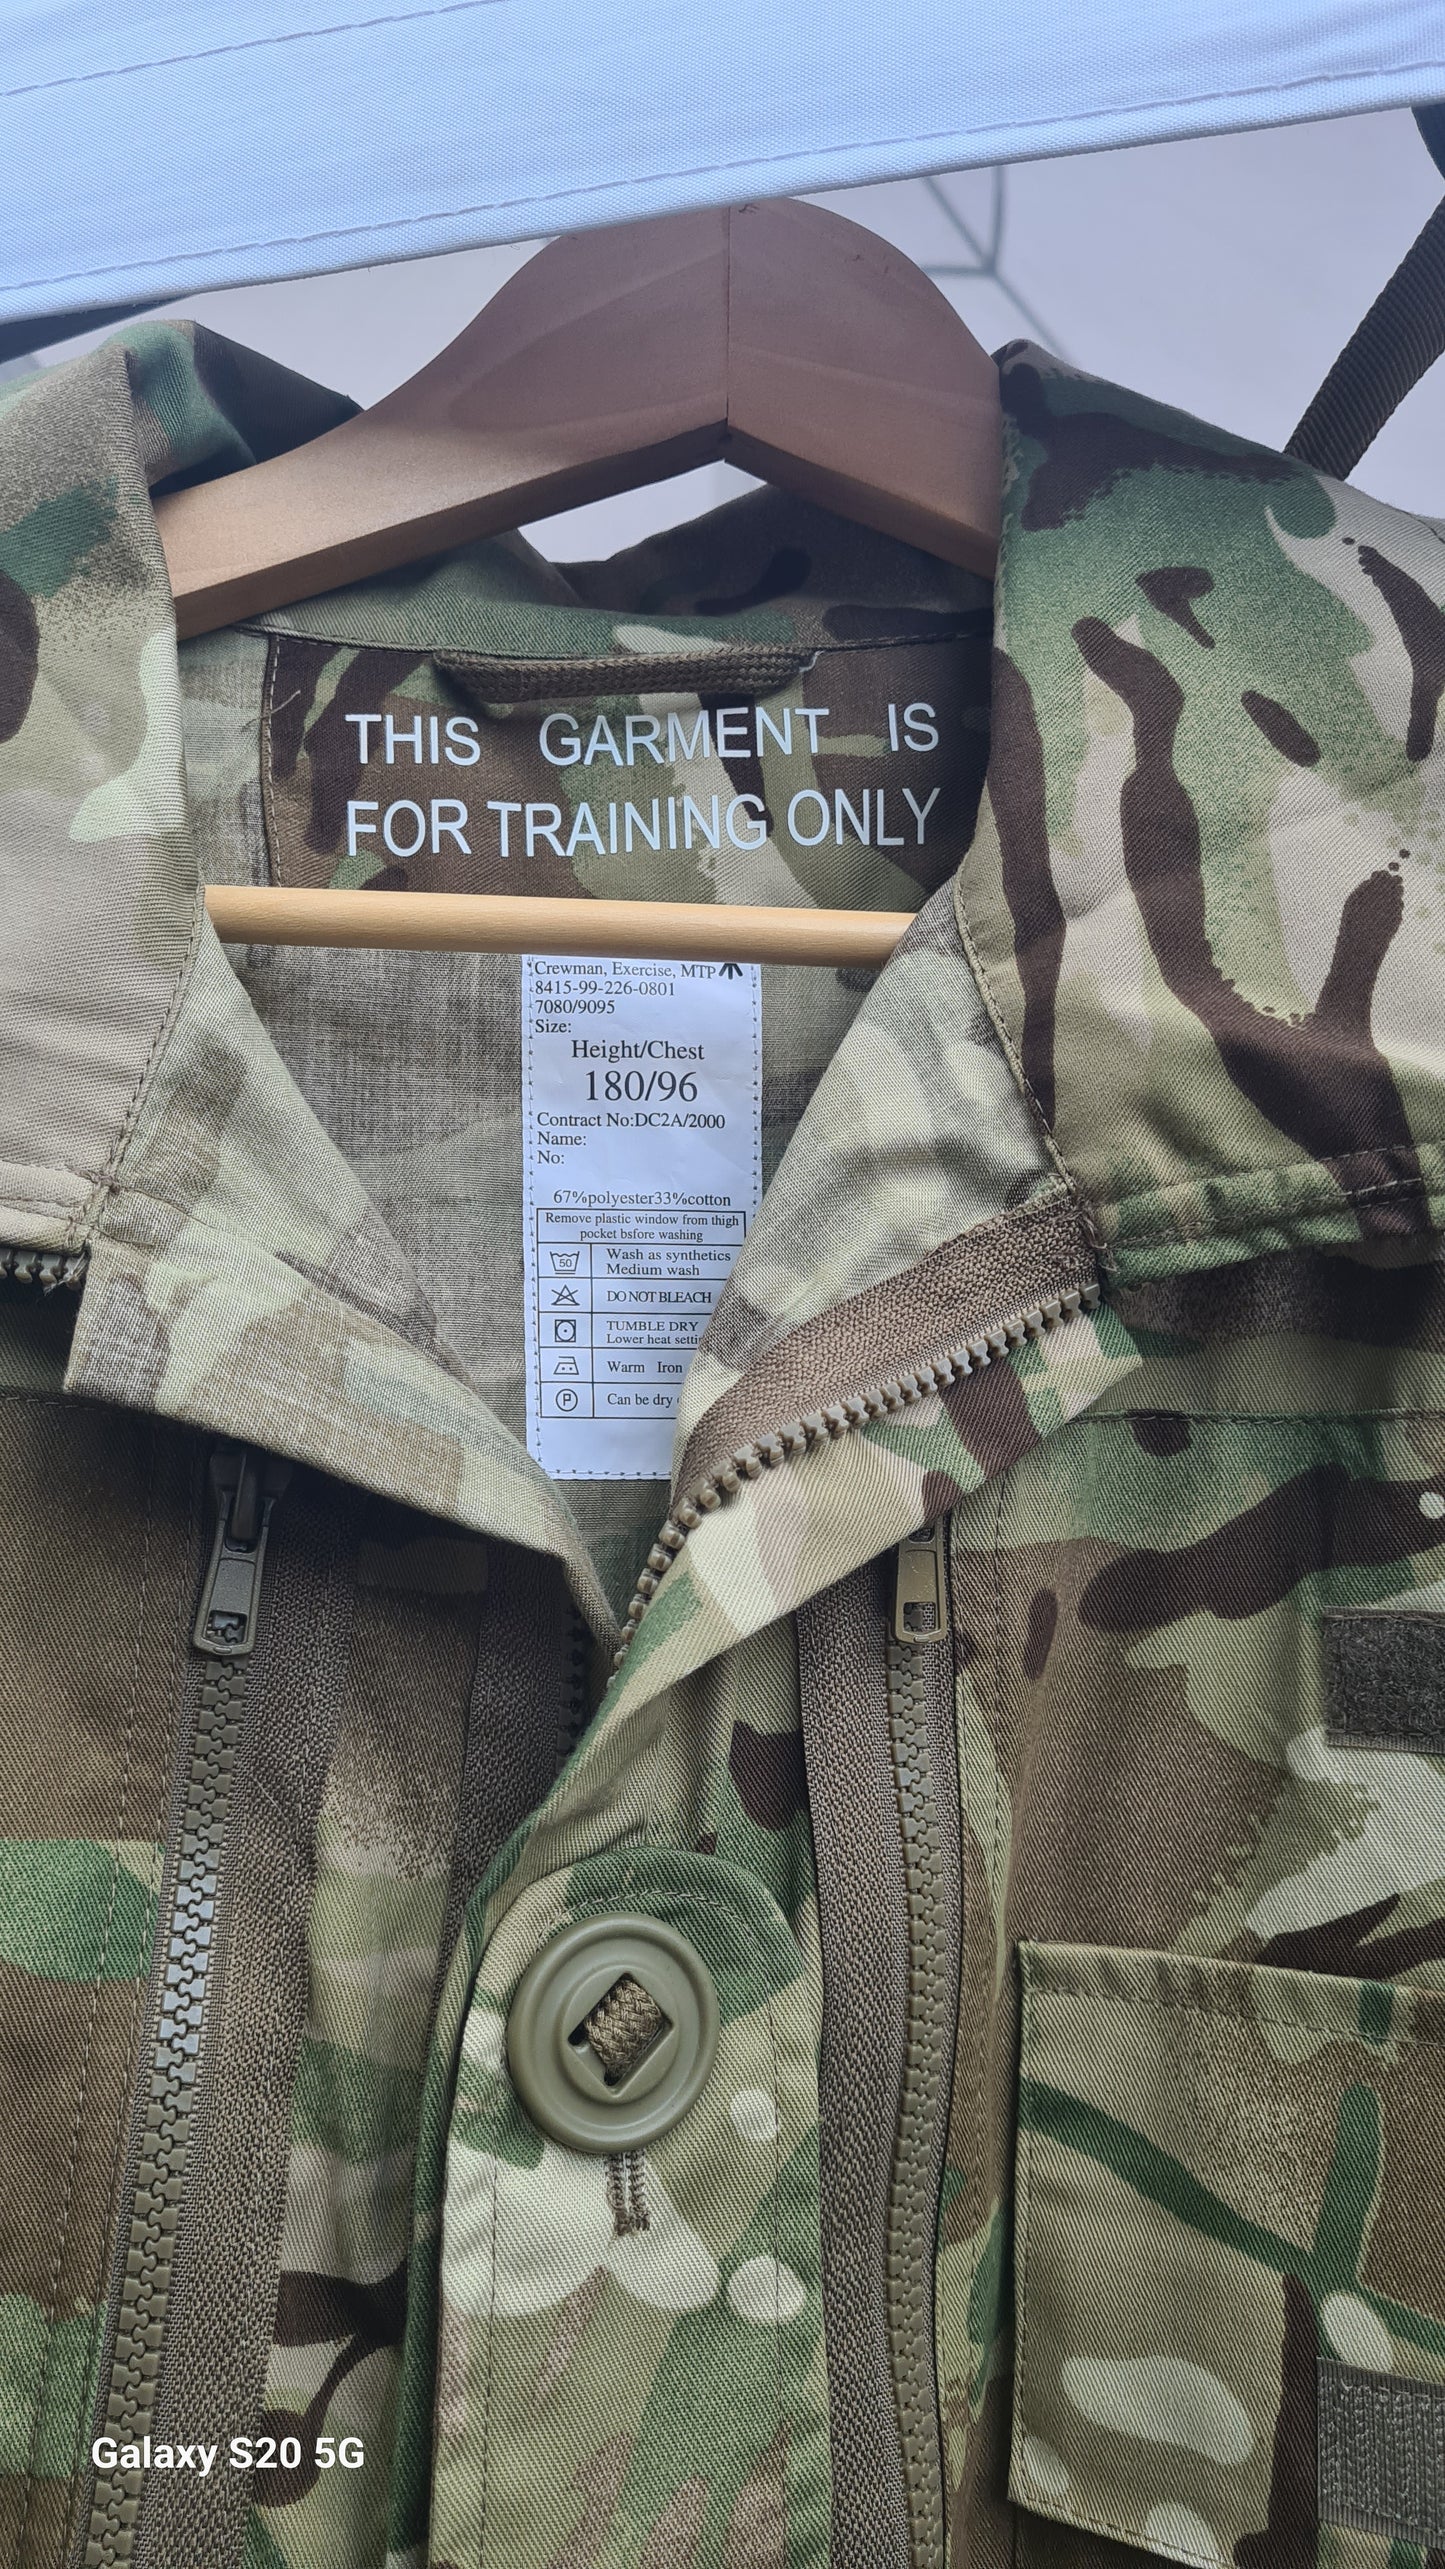 THIS GARMENT IS
FOR TRAINING ONLY
Crewman, Exercise, MTP
8415-99-226-0801
7080/9095
Size:
Height/Chest
180/96
Contract No:DC2A/2000
Name:
No:
67%polyester33%cotton
Remove plastic window from thigh
pocket bsfore washing
50
Wash as synthetics
Medium wash
DO NOT BLEACH
TUMBLE DRY
Lower heat
Warm Iron
P
Can be dry
Galaxy S20 5G